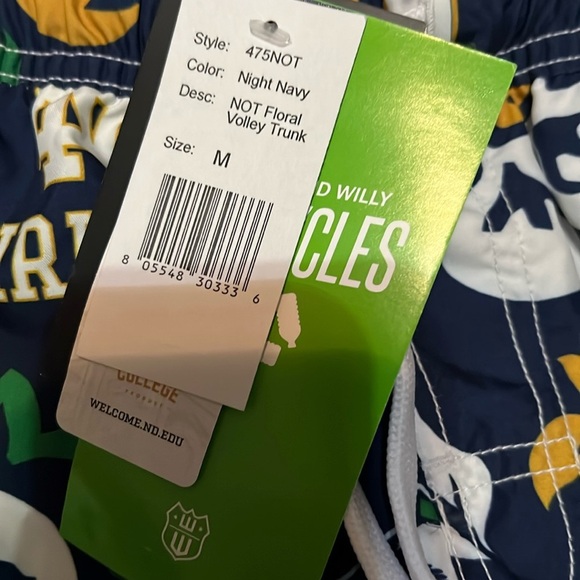 Style: 475NOT
Color: Night Navy
Desc: NOT Floral
Volley Trunk
Size: M
8 05548 30333 6
D WILLY
CLES
COLLEGE
PRODUCT
WELCOME.ND.EDU
W
W